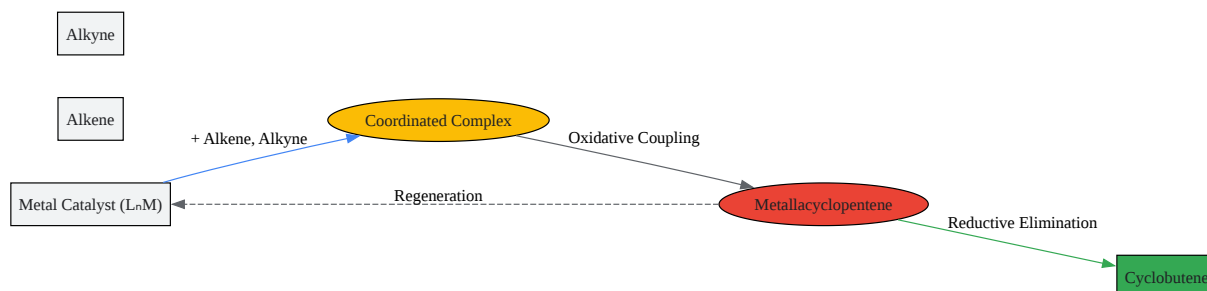 Alkyne
Alkene
+ Alkene, Alkyne
Coordinated Complex
Oxidative Coupling
Metal Catalyst (LₙM)
Regeneration
Metallacyclopentene
Reductive Elimination
Cyclobutene